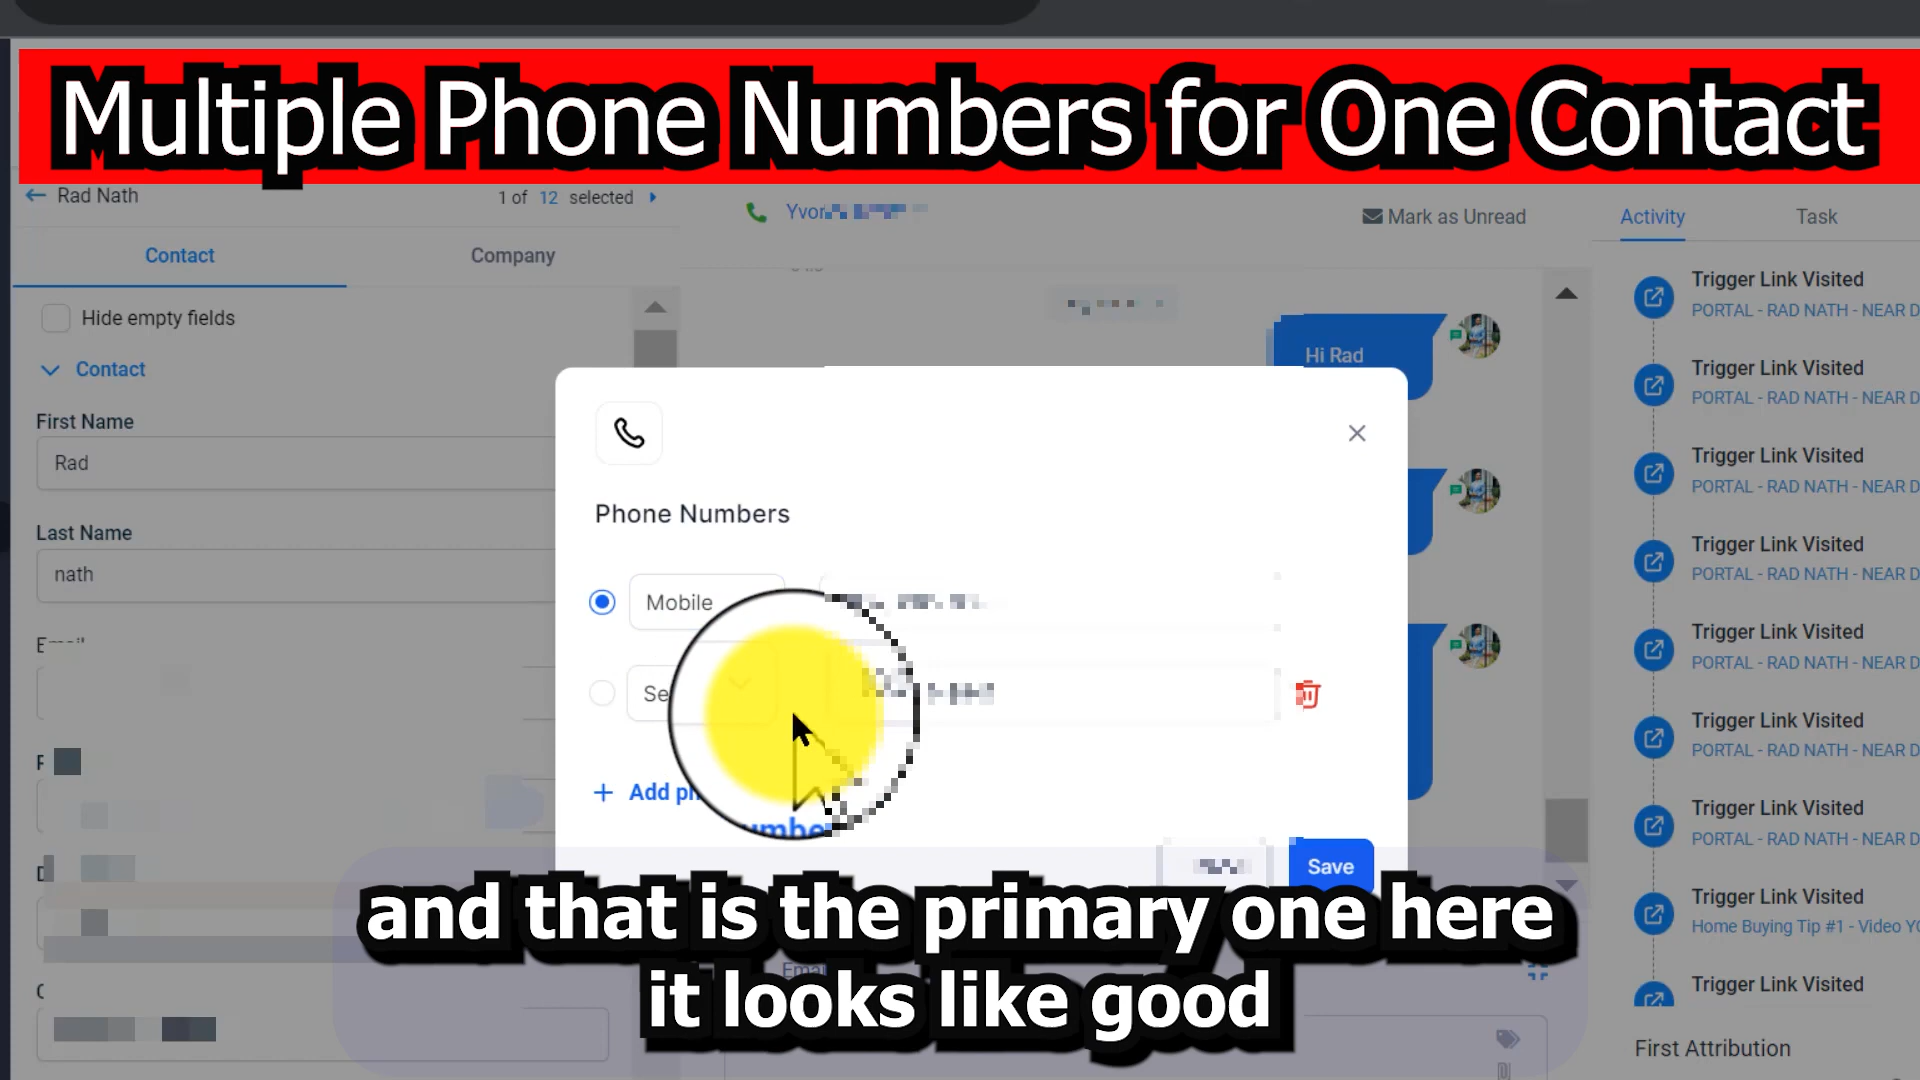 Multiple Phone Numbers for One Contact
Rad Nath
1 of 12 selected
Mark as Unread
Activity
Task
Contact
Company
Hide empty fields
Contact
First Name
Rad
Last Name
nath
Hi Rad
Phone Numbers
Mobile
Save
Trigger Link Visited
PORTAL - RAD NATH - NEAR D
Trigger Link Visited
PORTAL - RAD NATH - NEAR D
Trigger Link Visited
PORTAL - RAD NATH - NEAR D
Trigger Link Visited
PORTAL - RAD NATH - NEAR D
Trigger Link Visited
PORTAL - RAD NATH - NEAR D
Trigger Link Visited
PORTAL - RAD NATH - NEAR D
Trigger Link Visited
PORTAL - RAD NATH - NEAR D
Trigger Link Visited
Home Buying Tip #1 - Video
Trigger Link Visited
First Attribution
and that is the primary one here
it looks like good